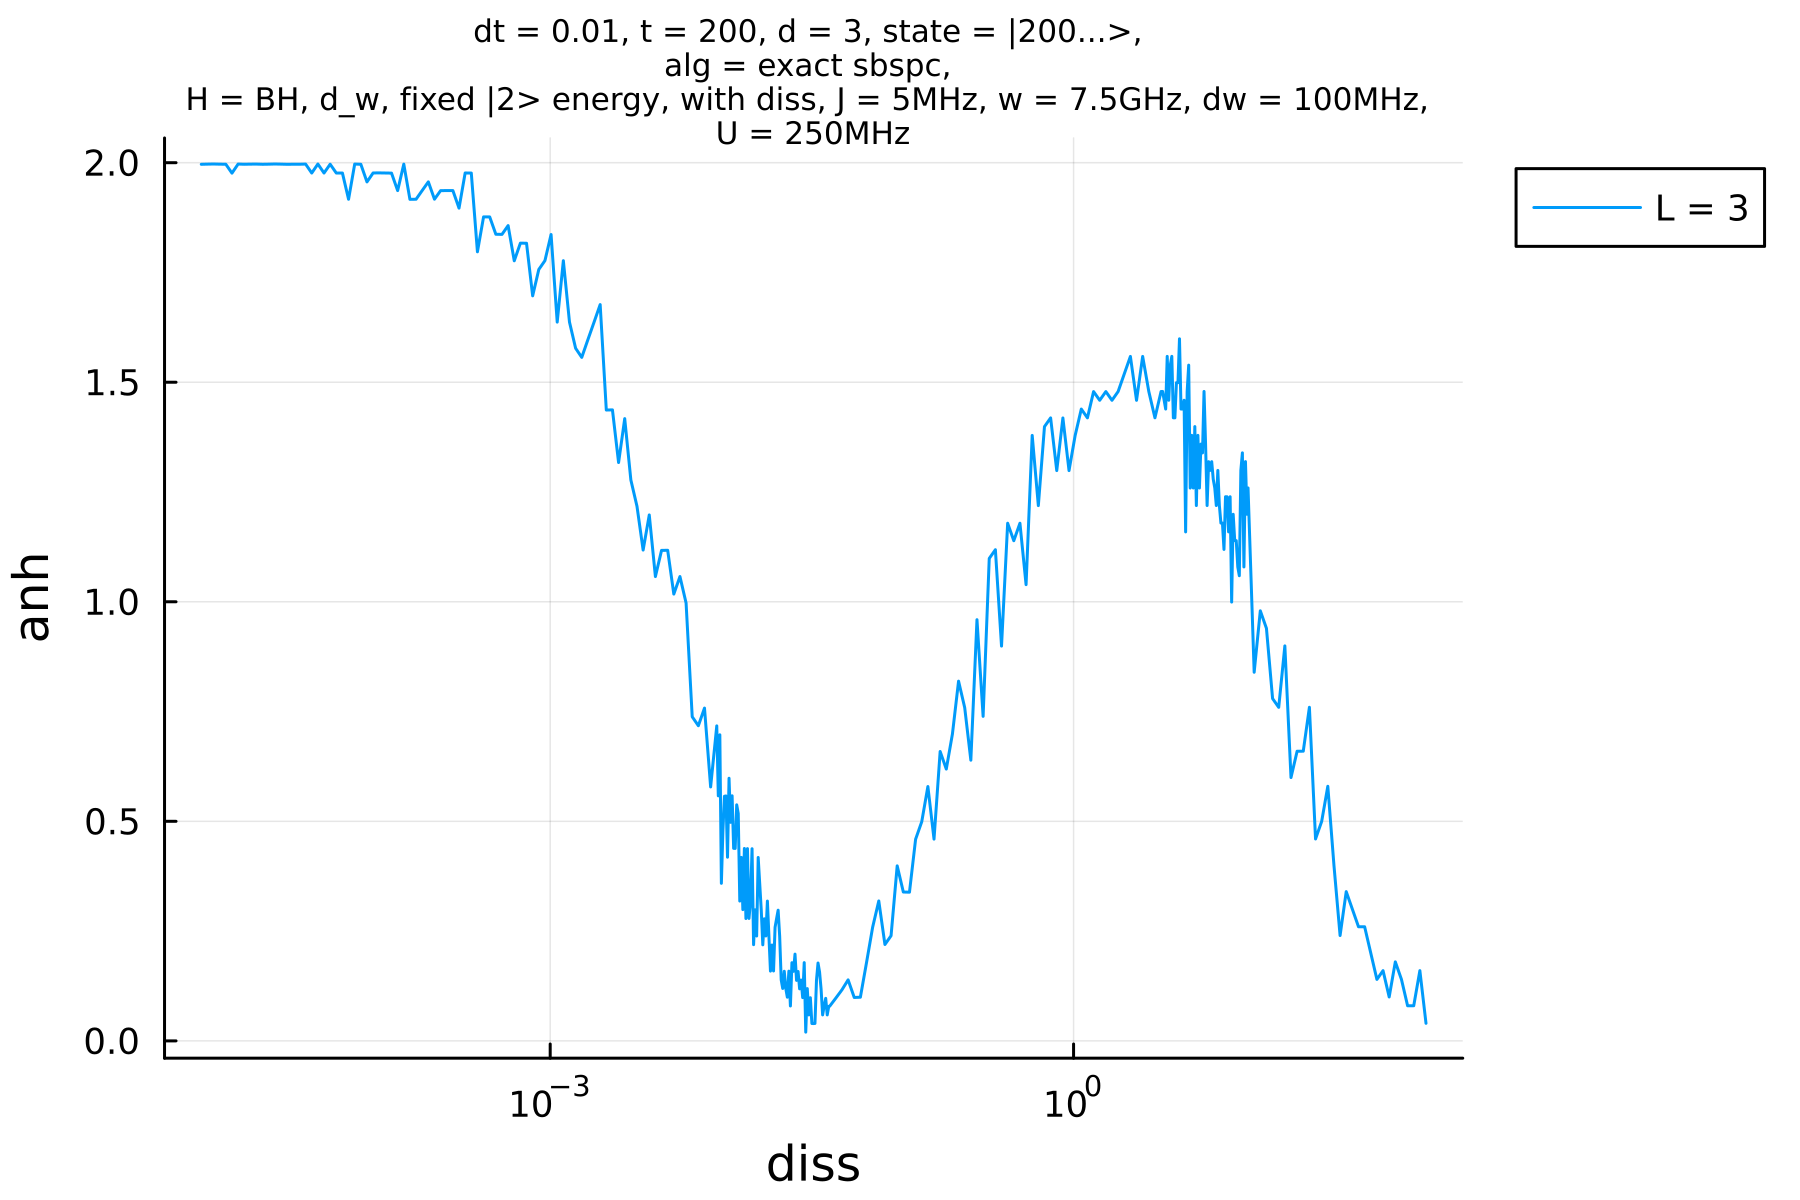 dt = 0.01, t = 200, d = 3, state = |200...>,
alg = exact sbspc,
H = BH, d_w, fixed |2> energy, with diss, J = 5MHz, w = 7.5GHz, dw = 100MHz,
U = 250MHz
2.0
1.5
1.0
0.5
0.0
anh
L = 3
10⁻³
10⁰
diss